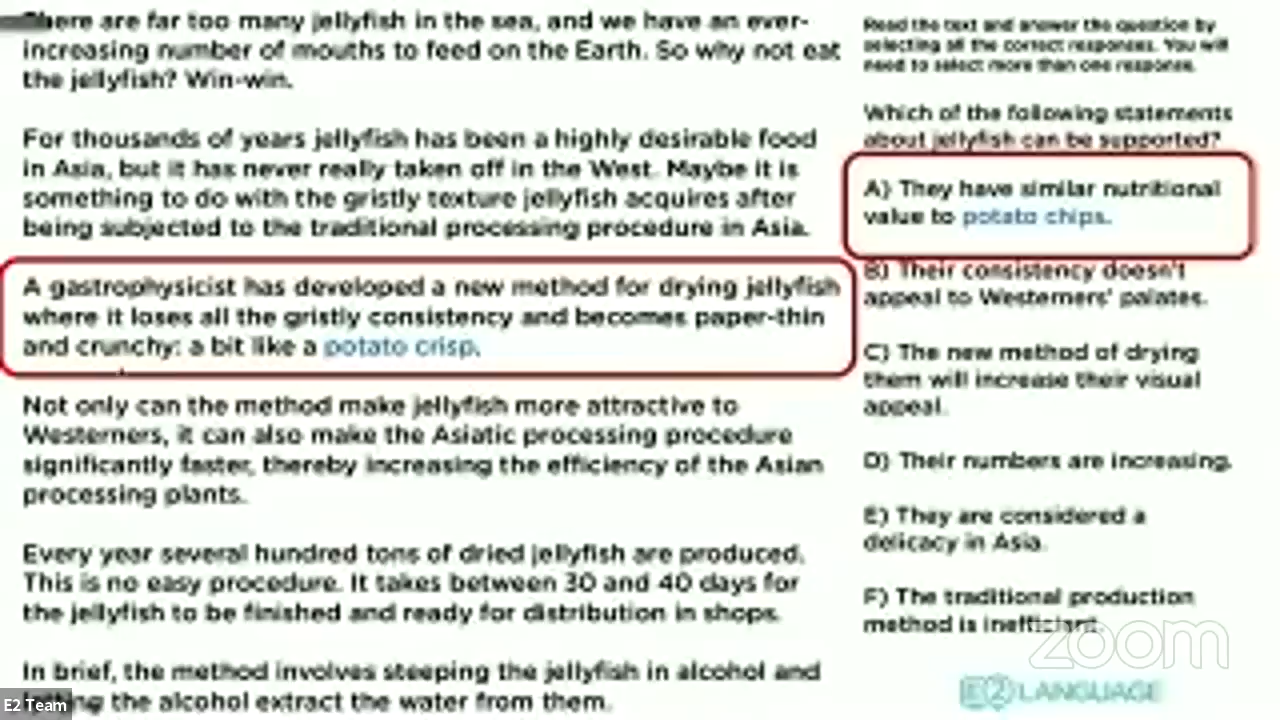 here are far too many jellyfish in the sea, and we have an ever-
increasing number of mouths to feed on the Earth. So why not eat
the jellyfish? Win-win.
For thousands of years jellyfish has been a highly desirable food
in Asia, but it has never really taken off in the West. Maybe it is
something to do with the gristly texture jellyfish acquires after
being subjected to the traditional processing procedure in Asia.
A gastrophysicist has developed a new method for drying jellyfish
where it loses all the gristly consistency and becomes paper-thin
and crunchy: a bit like a potato crisp.
Not only can the method make jellyfish more attractive to
Westerners, it can also make the Asiatic processing procedure
significantly faster, thereby increasing the efficiency of the Asian
processing plants.
Every year several hundred tons of dried jellyfish are produced.
This is no easy procedure. It takes between 30 and 40 days for
the jellyfish to be finished and ready for distribution in shops.
In brief, the method involves steeping the jellyfish in alcohol and
the alcohol extract the water from them.
E2 Team
Read the text and answer the question by
selecting all the correct responses. You will
need to select more than one response.
Which of the following statements
about jellyfish can be supported?
A) They have similar nutritional
value to potato chips.
B) Their consistency doesn't
appeal to Westerners' palates.
C) The new method of drying
them will increase their visual
appeal.
D) Their numbers are increasing.
E) They are considered a
delicacy in Asia.
F) The traditional production
method is inefficient.
zoom
E2 LANGUAGE